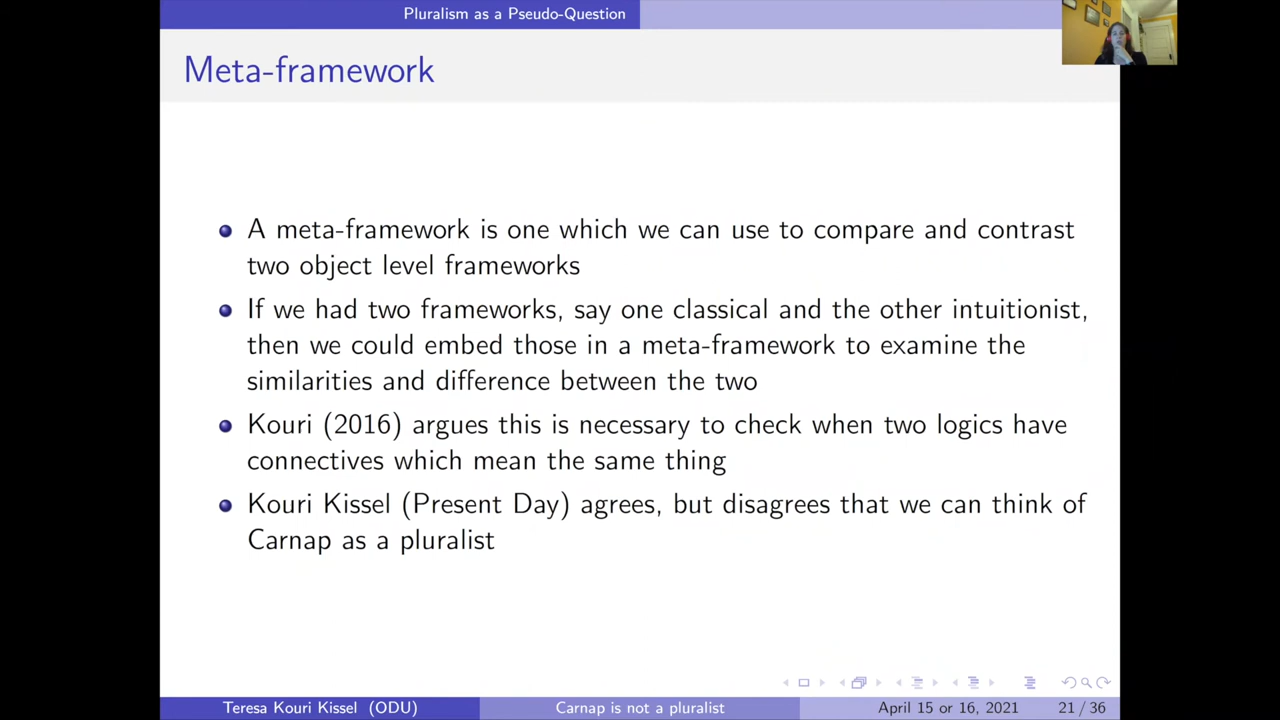 Pluralism as a Pseudo-Question
Meta-framework
A meta-framework is one which we can use to compare and contrast
two object level frameworks
If we had two frameworks, say one classical and the other intuitionist,
then we could embed those in a meta-framework to examine the
similarities and difference between the two
Kouri (2016) argues this is necessary to check when two logics have
connectives which mean the same thing
Kouri Kissel (Present Day) agrees, but disagrees that we can think of
Carnap as a pluralist
Teresa Kouri Kissel (ODU)
Carnap is not a pluralist
April 15 or 16, 2021
21 / 36